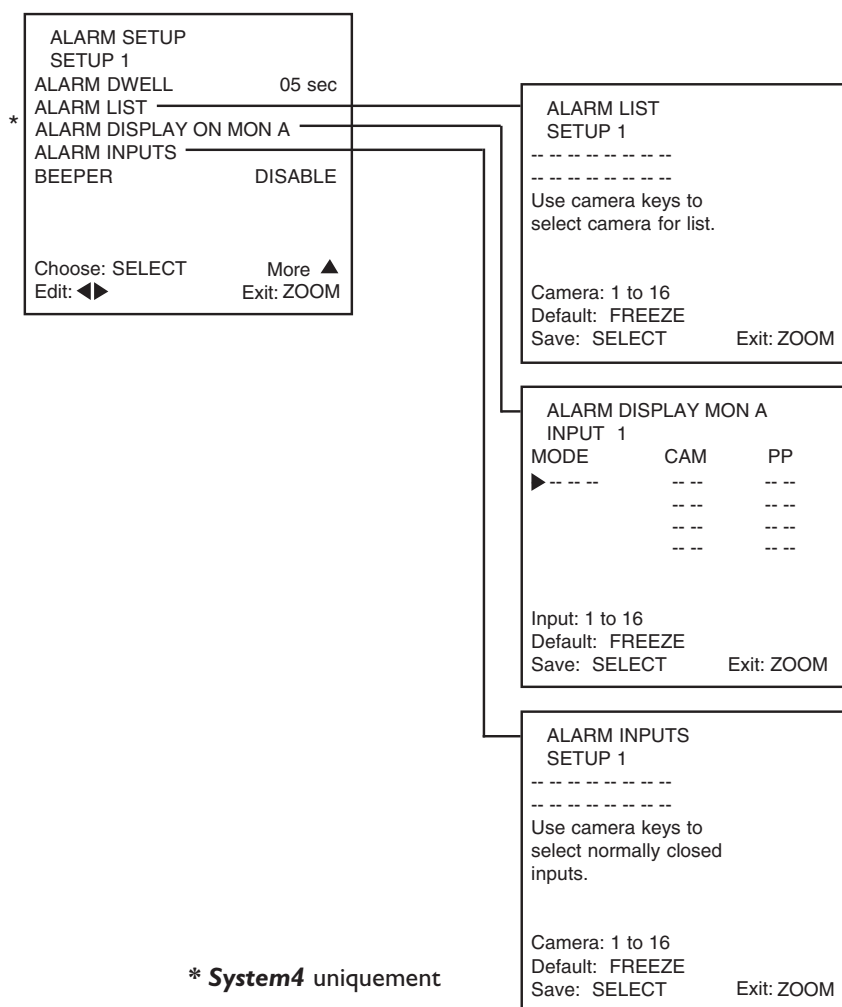 ALARM SETUP
SETUP 1
ALARM DWELL 05 sec
ALARM LIST
* ALARM DISPLAY ON MON A
ALARM INPUTS
BEEPER DISABLE
Choose: SELECT More ▲
Edit: ◀▶ Exit: ZOOM
ALARM LIST
SETUP 1
-- -- -- -- -- -- -- --
-- -- -- -- -- -- -- --
Use camera keys to
select camera for list.
Camera: 1 to 16
Default: FREEZE
Save: SELECT Exit: ZOOM
ALARM DISPLAY MON A
INPUT 1
MODE CAM PP
▶ -- -- -- -- -- -- --
-- -- -- --
-- -- -- --
-- -- -- --
Input: 1 to 16
Default: FREEZE
Save: SELECT Exit: ZOOM
ALARM INPUTS
SETUP 1
-- -- -- -- -- -- -- --
-- -- -- -- -- -- -- --
Use camera keys to
select normally closed
inputs.
Camera: 1 to 16
Default: FREEZE
Save: SELECT Exit: ZOOM
* System4 uniquement